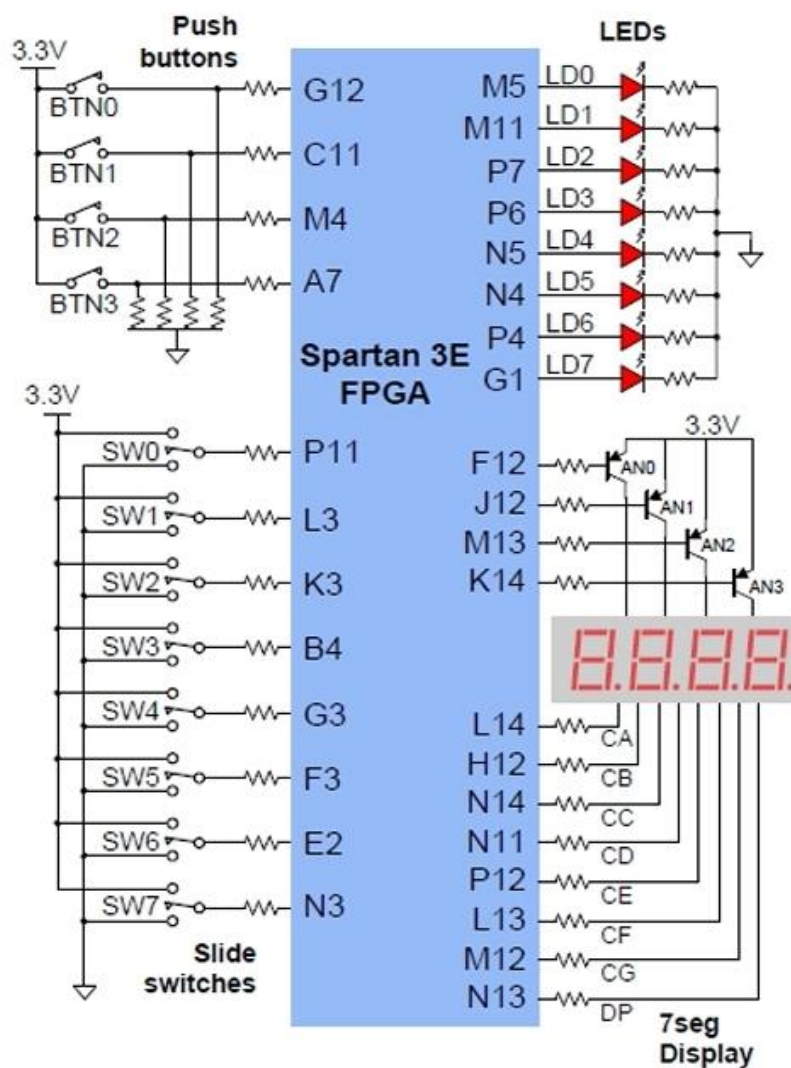 Push
buttons
3.3V
BTN0
BTN1
BTN2
BTN3
G12
C11
M4
A7
LEDs
M5 LD0
M11 LD1
P7 LD2
P6 LD3
N5 LD4
N4 LD5
P4 LD6
G1 LD7
Spartan 3E
FPGA
3.3V
SW0 P11
SW1 L3
SW2 K3
SW3 B4
SW4 G3
SW5 F3
SW6 E2
SW7 N3
Slide
switches
3.3V
F12 AN0
J12 AN1
M13 AN2
K14 AN3
8.8.8.8.
L14 CA
H12 CB
N14 CC
N11 CD
P12 CE
L13 CF
M12 CG
N13 DP
7seg
Display